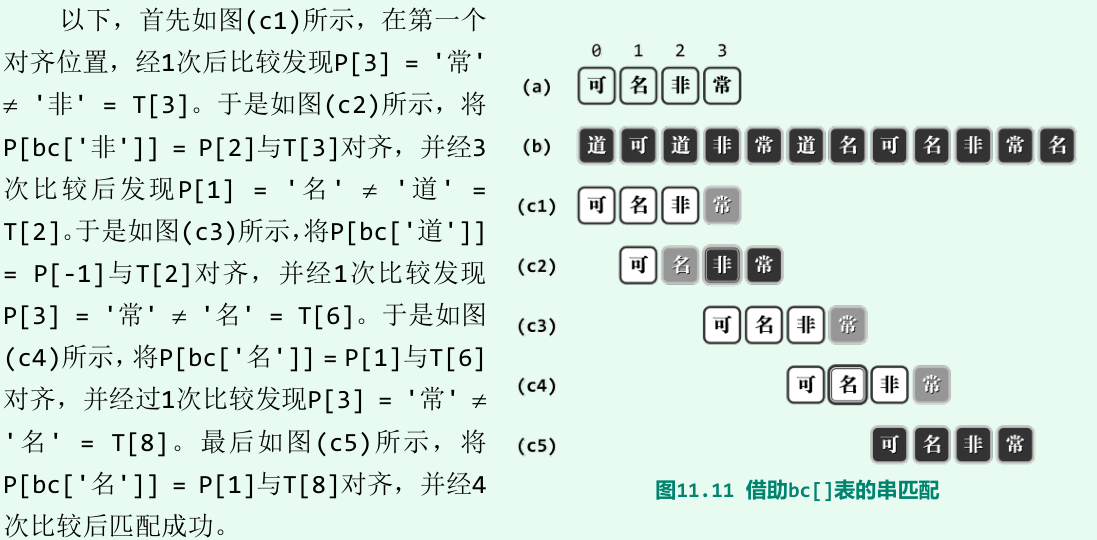 以下，首先如图(c1)所示，在第一个
对齐位置，经1次后比较发现P[3] = '常'
≠ '非' = T[3]。于是如图(c2)所示，将
P[bc['非']] = P[2]与T[3]对齐，并经3
次比较后发现P[1] = '名' ≠ '道' =
T[2]。于是如图(c3)所示，将P[bc['道']]
= P[-1]与T[2]对齐，并经1次比较发现
P[3] = '常' ≠ '名' = T[6]。于是如图
(c4)所示，将P[bc['名']] = P[1]与T[6]
对齐，并经过1次比较发现P[3] = '常' ≠
'名' = T[8]。最后如图(c5)所示，将
P[bc['名']] = P[1]与T[8]对齐，并经4
次比较后匹配成功。
0 1 2 3
(a) 可 名 非 常
(b) 道 可 道 非 常 道 名 可 名 非 常 名
(c1) 可 名 非 常
(c2) 可 名 非 常
(c3) 可 名 非 常
(c4) 可 名 非 常
(c5) 可 名 非 常
图11.11 借助bc[]表的串匹配